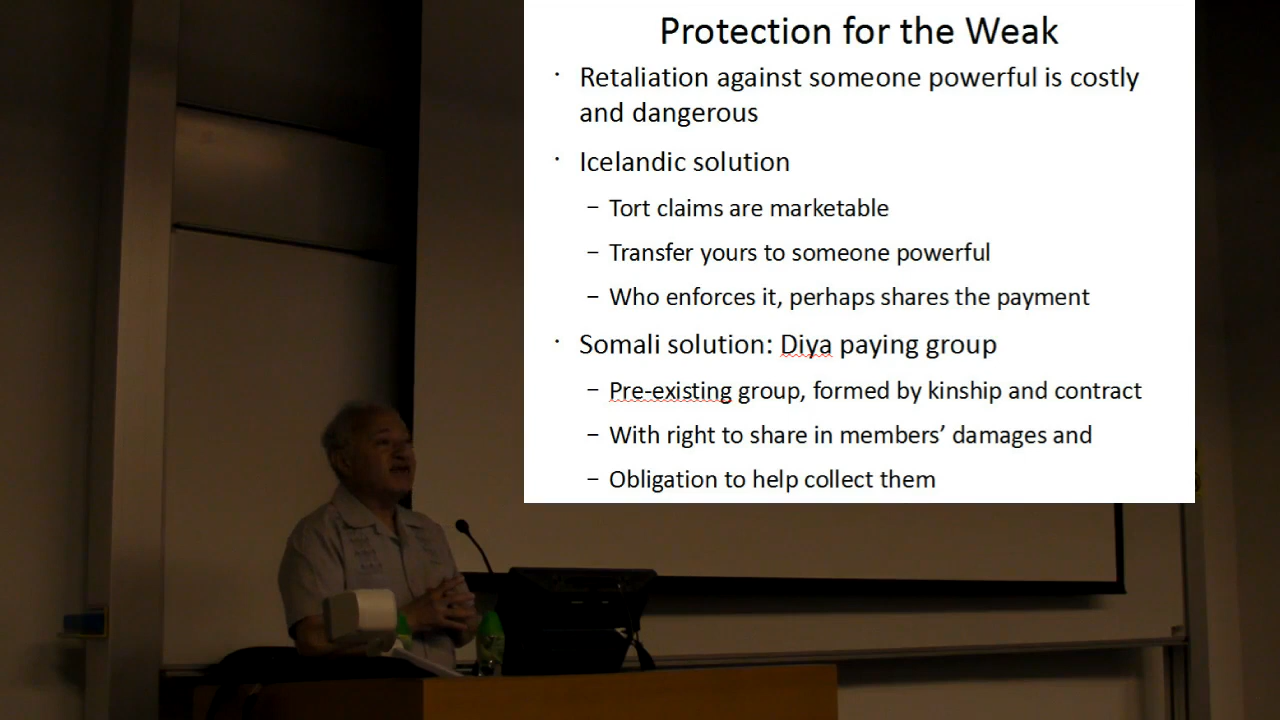 Protection for the Weak
· Retaliation against someone powerful is costly
and dangerous
· Icelandic solution
– Tort claims are marketable
– Transfer yours to someone powerful
– Who enforces it, perhaps shares the payment
· Somali solution: Diya paying group
– Pre-existing group, formed by kinship and contract
– With right to share in members’ damages and
– Obligation to help collect them